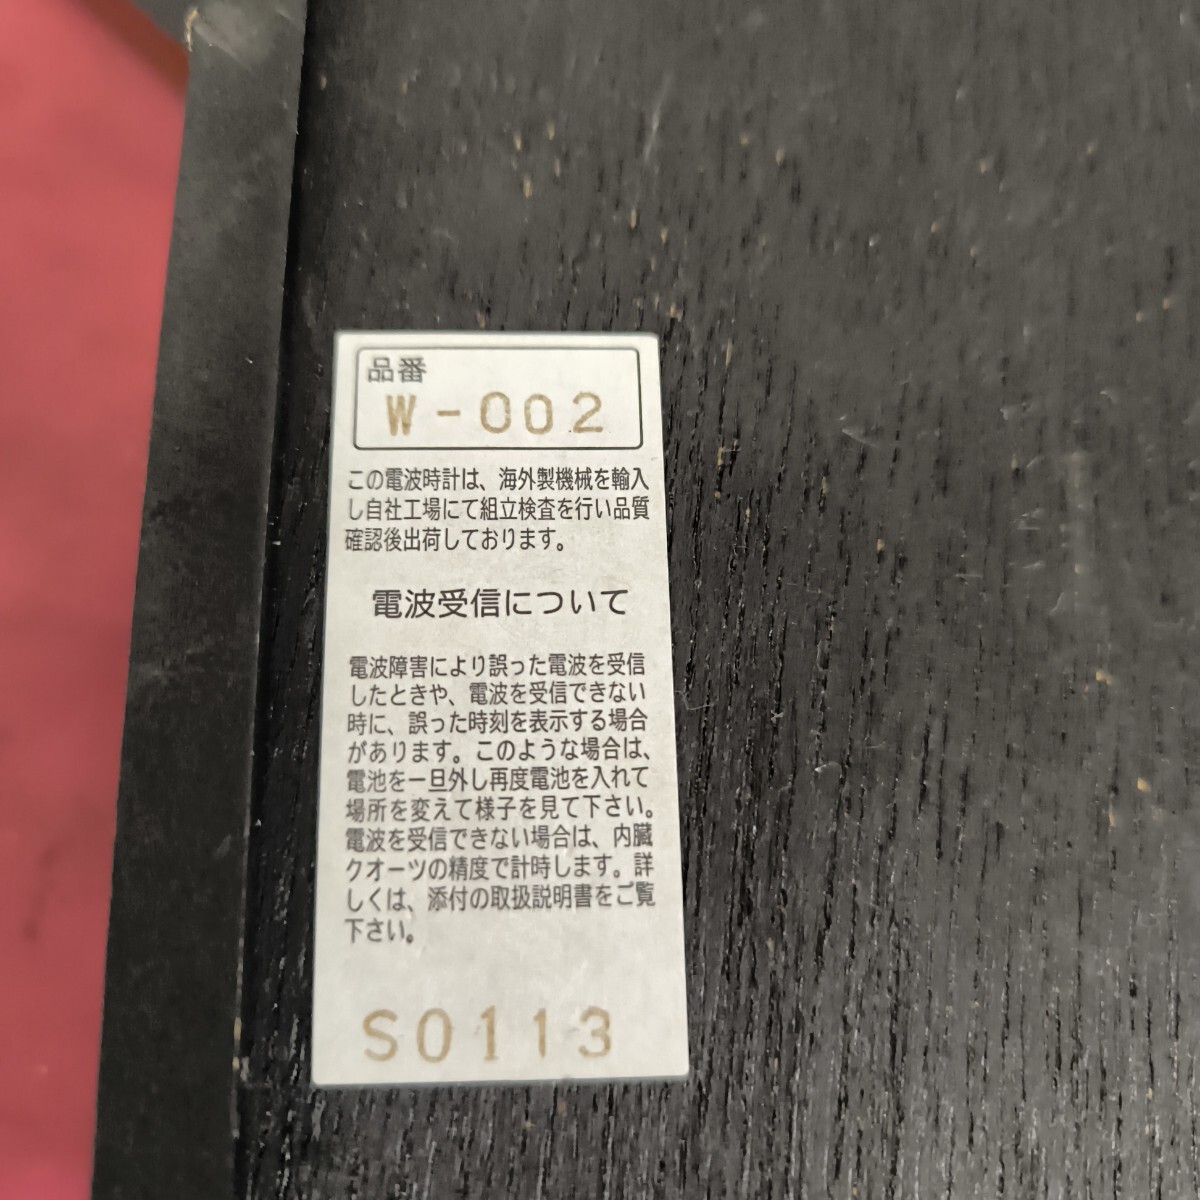 品番
W-002
この電波時計は、海外製機械を輸入
し自社工場にて組立検査を行い品質
確認後出荷しております。
電波受信について
電波障害により誤った電波を受信
したときや、電波を受信できない
時に、誤った時刻を表示する場合
があります。このような場合は、
電池を一旦外し再度電池を入れて
場所を変えて様子を見て下さい。
電波を受信できない場合は、内臓
クオーツの精度で計時します。詳
しくは、添付の取扱説明書をご覧
下さい。
S0113